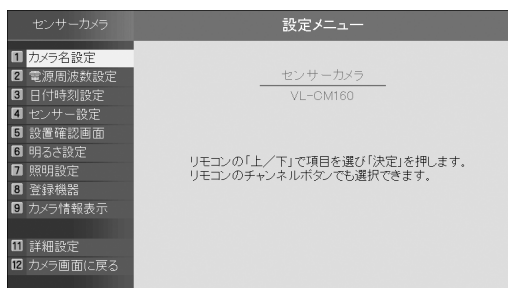 センサーカメラ
設定メニュー
1 カメラ名設定
2 電源周波数設定
3 日付時刻設定
4 センサー設定
5 設置確認画面
6 明るさ設定
7 照明設定
8 登録機器
9 カメラ情報表示
11 詳細設定
12 カメラ画面に戻る
センサーカメラ
VL-CM160
リモコンの「上／下」で項目を選び「決定」を押します。
リモコンのチャンネルボタンでも選択できます。